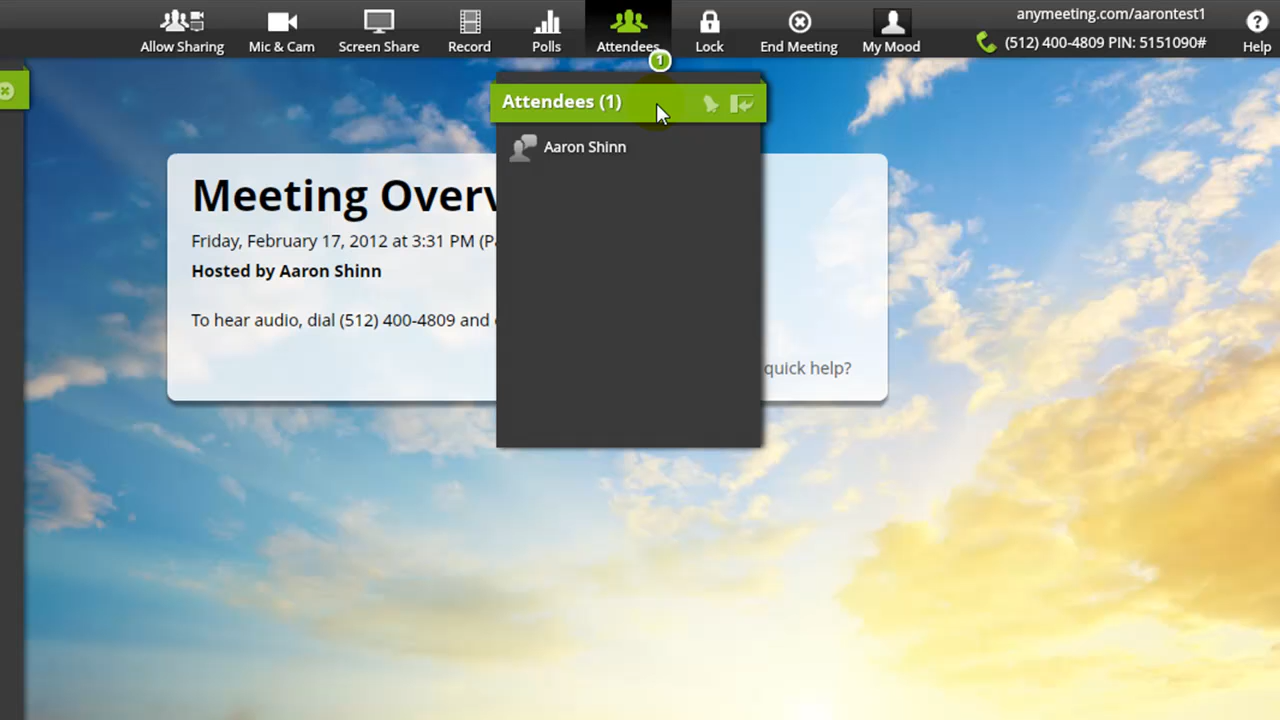 Allow Sharing
Mic & Cam
Screen Share
Record
Polls
Attendees
1
Lock
End Meeting
My Mood
anymeeting.com/aarontest1
(512) 400-4809 PIN: 5151090#
Help
Attendees (1)
Aaron Shinn
Meeting Overv
Friday, February 17, 2012 at 3:31 PM (Pa
Hosted by Aaron Shinn
To hear audio, dial (512) 400-4809 and
quick help?